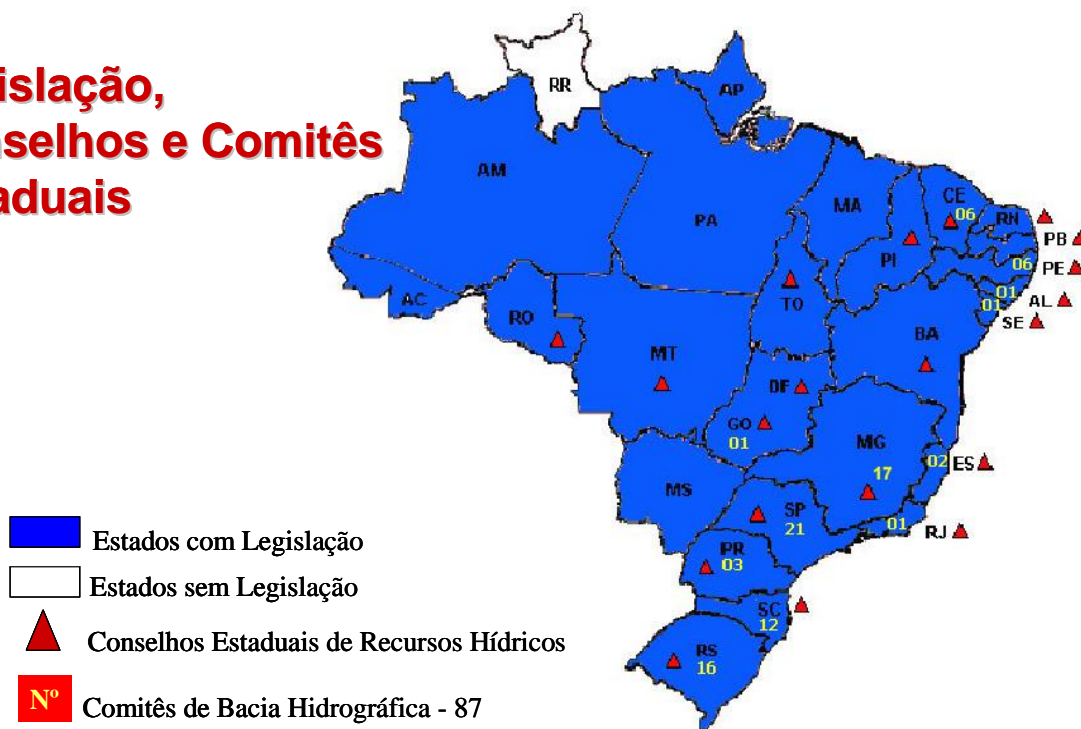 islação,
nselhos e Comitês
aduais
RR
AP
AM
PA
MA
CE
06
RN
PB
PI
06
PE
AC
TO
01
AL
01
SE
RO
BA
MT
DF
GO
01
MG
17
02
ES
MS
SP
21
01
RJ
PR
03
SC
12
RS
16
Estados com Legislação
Estados sem Legislação
Conselhos Estaduais de Recursos Hídricos
Nº
Comitês de Bacia Hidrográfica - 87